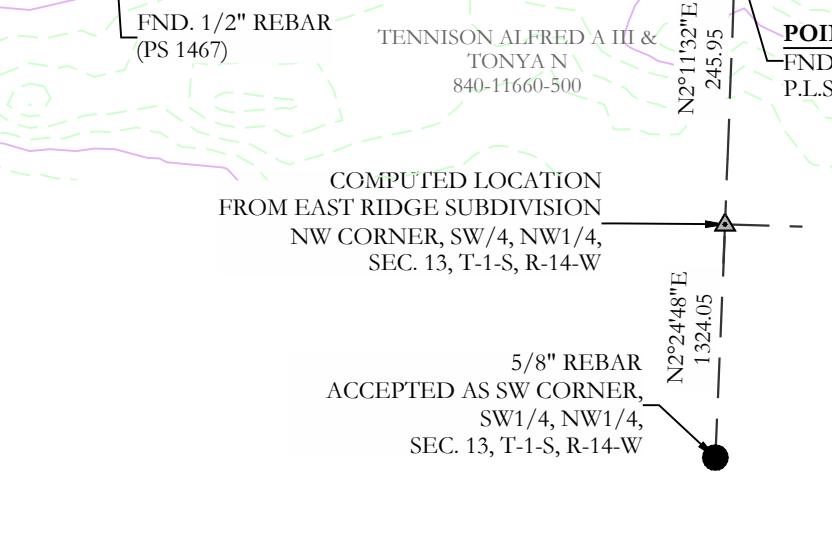 FND. 1/2" REBAR
(PS 1467)
TENNISON ALFRED A III &
TONYA N
840-11660-500
N2°11'32"E
245.95
POI
FND
P.L.S
COMPUTED LOCATION
FROM EAST RIDGE SUBDIVISION
NW CORNER, SW/4, NW1/4,
SEC. 13, T-1-S, R-14-W
N2°24'48"E
1324.05
5/8" REBAR
ACCEPTED AS SW CORNER,
SW1/4, NW1/4,
SEC. 13, T-1-S, R-14-W